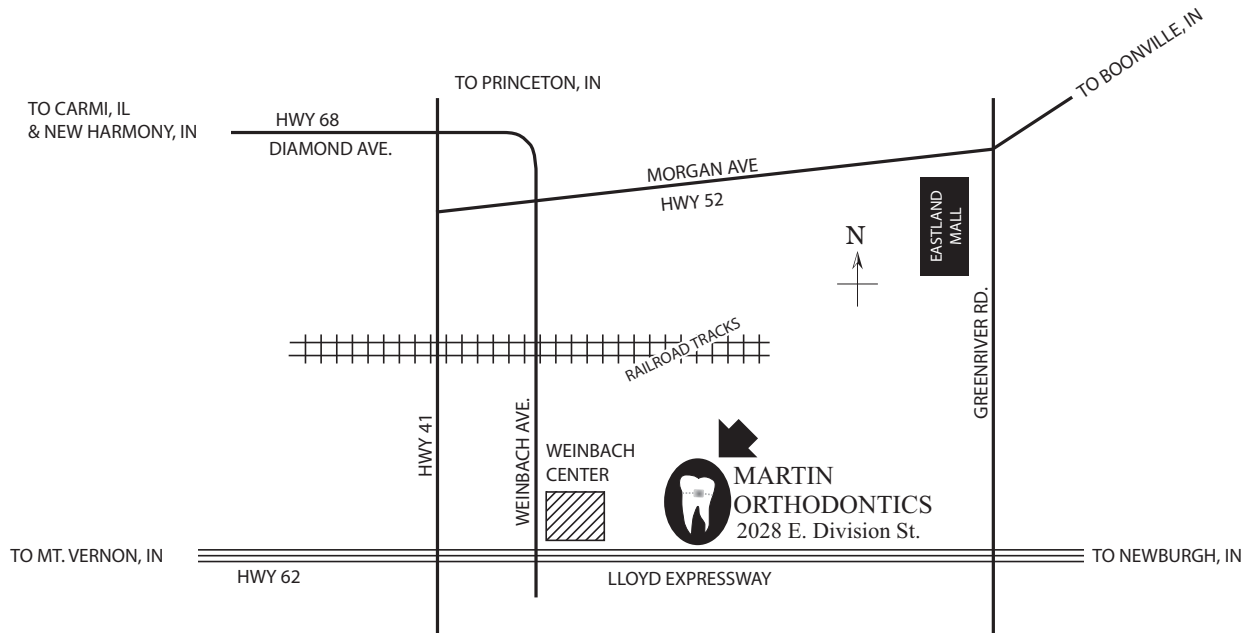 TO BOONVILLE, IN
TO PRINCETON, IN
TO CARMI, IL
& NEW HARMONY, IN
HWY 68
DIAMOND AVE.
MORGAN AVE
HWY 52
EASTLAND
MALL
N
GREENRIVER RD.
RAILROAD TRACKS
HWY 41
WEINBACH AVE.
WEINBACH
CENTER
MARTIN
ORTHODONTICS
2028 E. Division St.
TO MT. VERNON, IN
HWY 62
LLOYD EXPRESSWAY
TO NEWBURGH, IN